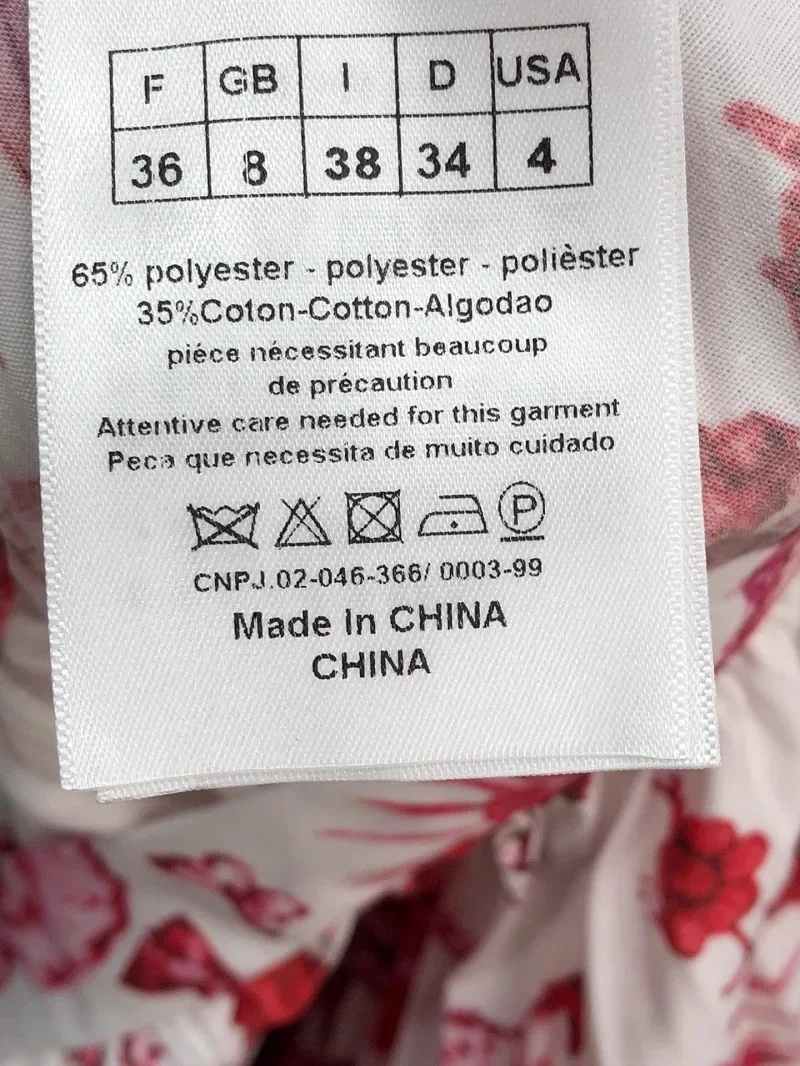 F GB I D USA
36 8 38 34 4
65% polyester - polyester - polièster
35%Coton-Cotton-Algodao
piéce nécessitant beaucoup
de précaution
Attentive care needed for this garment
Peca que necessita de muito cuidado
P
CNPJ.02-046-366/ 0003-99
Made In CHINA
CHINA